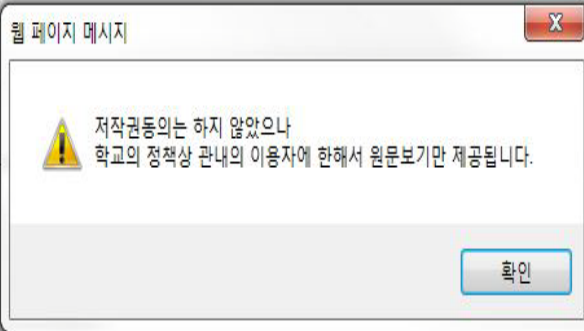 웹 페이지 메시지
저작권동의는 하지 않았으나
학교의 정책상 관내의 이용자에 한해서 원문보기만 제공됩니다.
확인